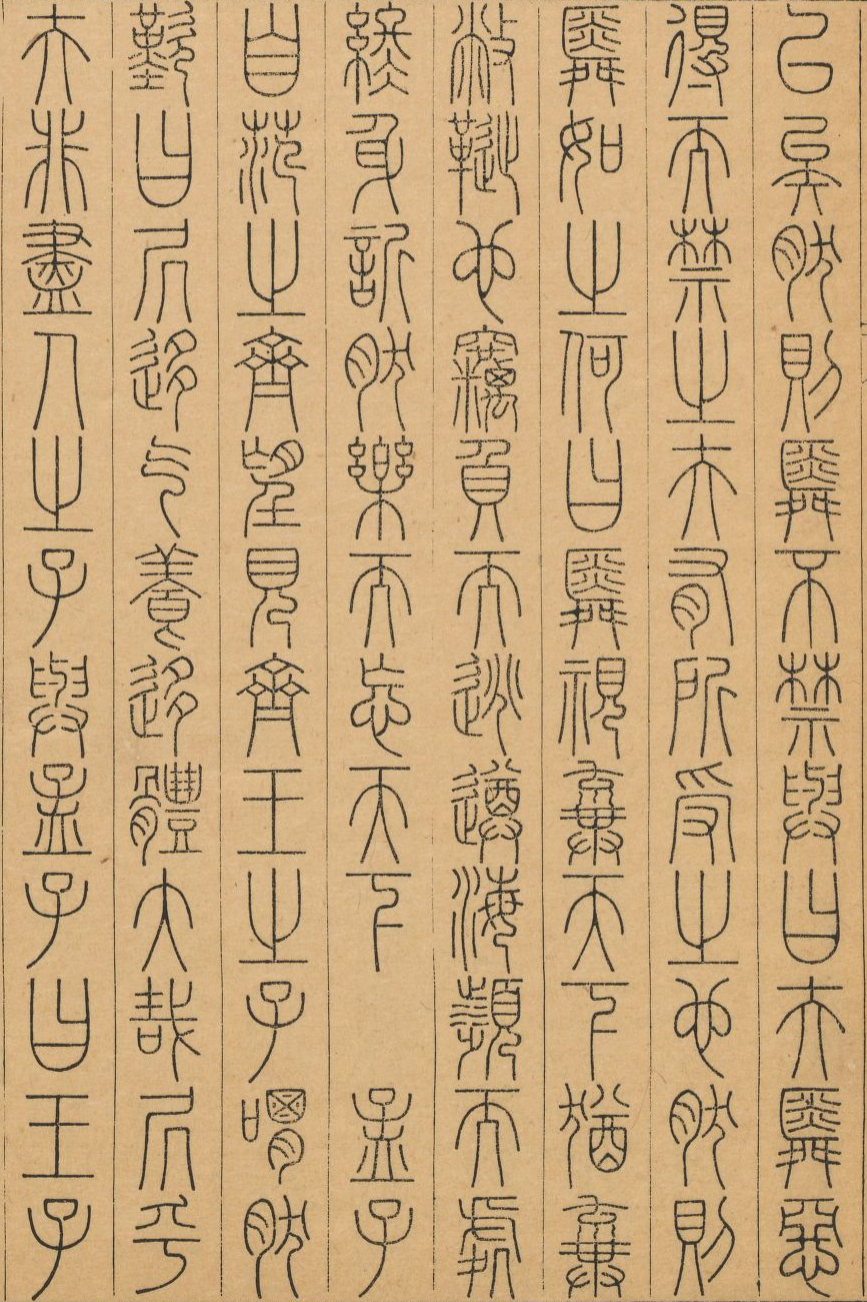 已矣然則舜不禁與曰夫舜惡
得而禁之夫有所受之也然則
舜如之何曰舜視棄天下猶棄
敝蹝也竊負而逃遵海瀕而處
終身訢然樂而忘天下　孟子
自范之齊望見齊王之子喟然
歎曰居移气養移體大哉居乎
夫非盡人之子與孟子曰王子